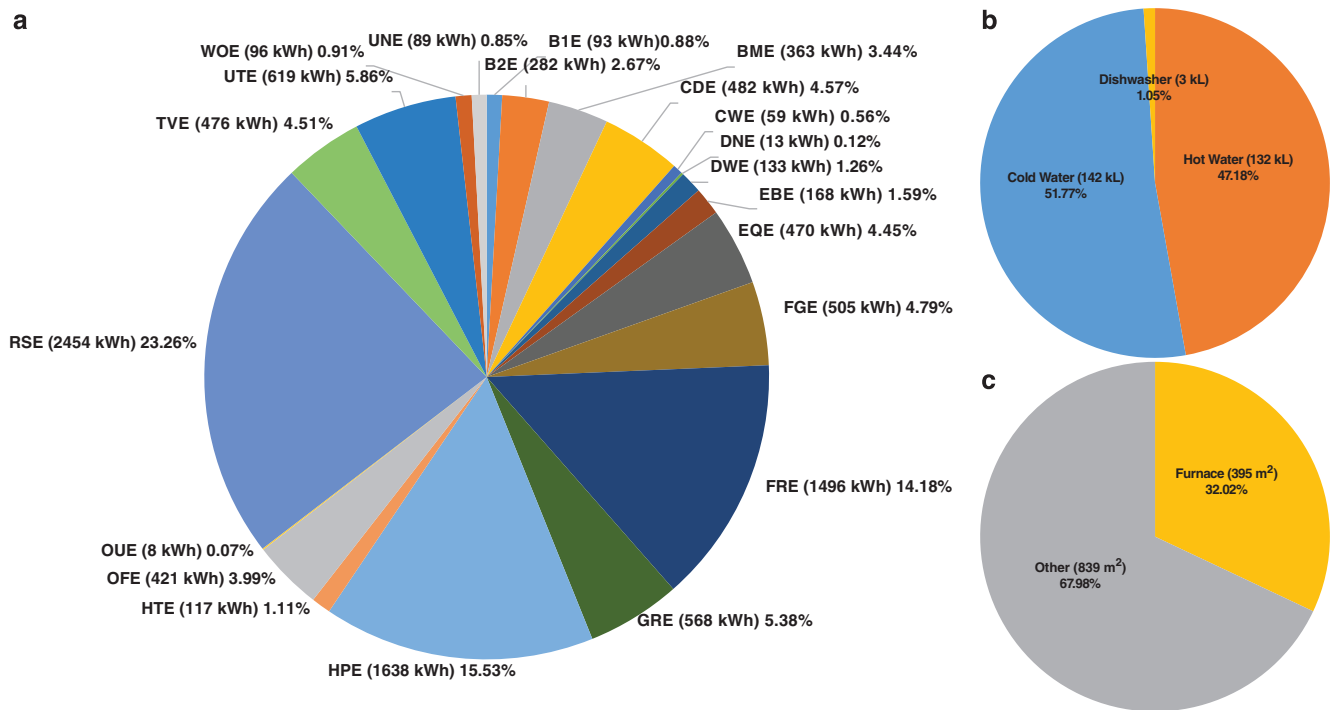 a
UNE (89 kWh) 0.85%
B1E (93 kWh)0.88%
WOE (96 kWh) 0.91%
B2E (282 kWh) 2.67%
BME (363 kWh) 3.44%
UTE (619 kWh) 5.86%
CDE (482 kWh) 4.57%
TVE (476 kWh) 4.51%
CWE (59 kWh) 0.56%
DNE (13 kWh) 0.12%
DWE (133 kWh) 1.26%
EBE (168 kWh) 1.59%
EQE (470 kWh) 4.45%
FGE (505 kWh) 4.79%
RSE (2454 kWh) 23.26%
FRE (1496 kWh) 14.18%
OUE (8 kWh) 0.07%
OFE (421 kWh) 3.99%
HTE (117 kWh) 1.11%
GRE (568 kWh) 5.38%
HPE (1638 kWh) 15.53%
b
Dishwasher (3 kL)
1.05%
Hot Water (132 kL)
47.18%
Cold Water (142 kL)
51.77%
c
Furnace (395 m²)
32.02%
Other (839 m²)
67.98%